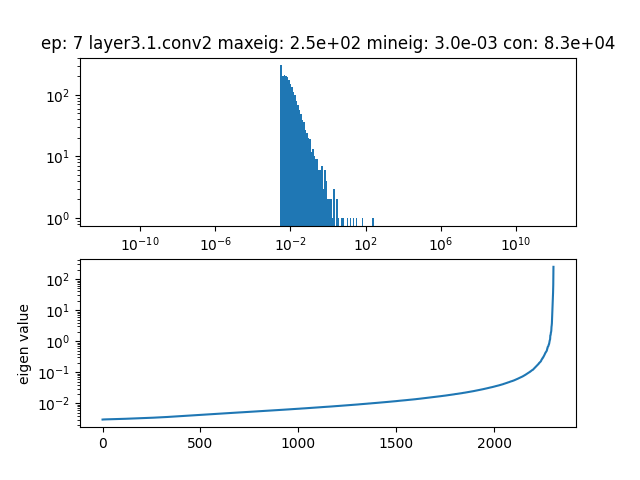 ep: 7 layer3.1.conv2 maxeig: 2.5e+02 mineig: 3.0e-03 con: 8.3e+04
10²
10¹
10⁰
10⁻¹⁰ 10⁻⁶ 10⁻² 10² 10⁶ 10¹⁰
eigen value
10²
10¹
10⁰
10⁻¹
10⁻²
0 500 1000 1500 2000